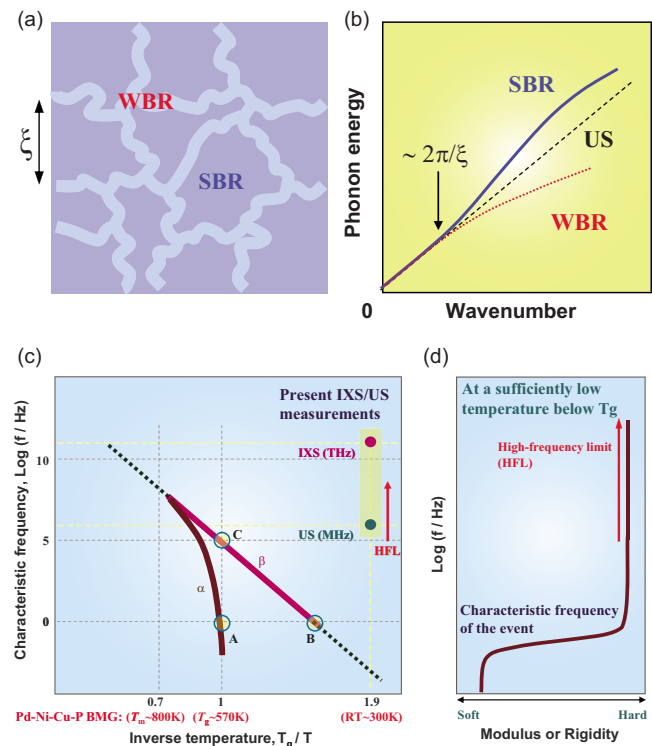 (a)
WBR
ξ
SBR
(b)
Phonon energy
SBR
US
~ 2π/ξ
WBR
0
Wavenumber
(c)
Characteristic frequency, Log (f / Hz)
Present IXS/US
measurements
IXS (THz)
10
US (MHz)
HFL
C
5
β
α
0
A
B
0.7
1
1.9
Pd-Ni-Cu-P BMG: (Tm~800K) (Tg~570K)
(RT~300K)
Inverse temperature, Tg / T
(d)
Log (f / Hz)
At a sufficiently low
temperature below Tg
High-frequency limit
(HFL)
Characteristic frequency
of the event
Soft
Hard
Modulus or Rigidity